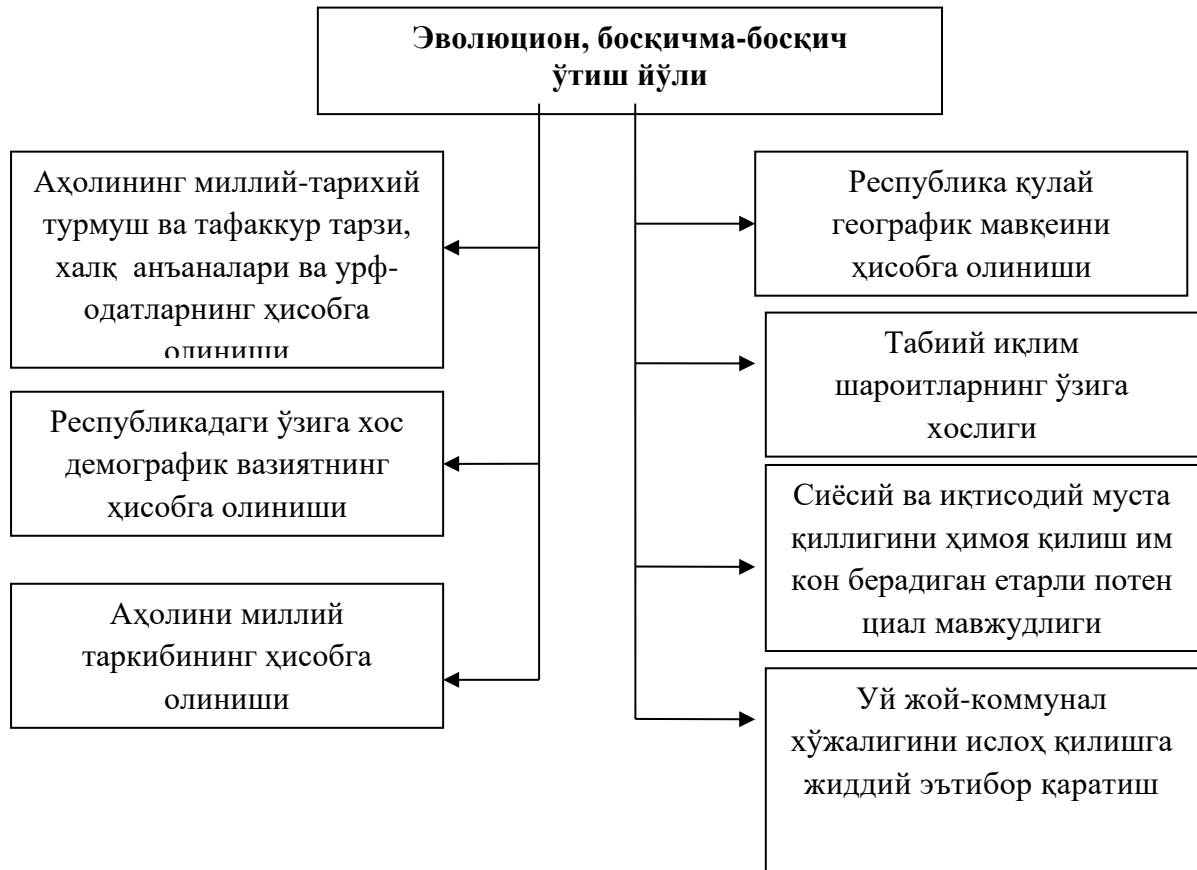 Эволюцион, босқичма-босқич
ўтиш йўли
Аҳолининг миллий-тарихий
турмуш ва тафаккур тарзи,
халқ анъаналари ва урф-
одатларнинг ҳисобга
олиниши
Республикадаги ўзига хос
демографик вазиятнинг
ҳисобга олиниши
Аҳолини миллий
таркибининг ҳисобга
олиниши
Республика қулай
географик мавқеини
ҳисобга олиниши
Табиий иқлим
шароитларнинг ўзига
хослиги
Сиёсий ва иқтисодий муста
қиллигини ҳимоя қилиш им
кон берадиган етарли потен
циал мавжудлиги
Уй жой-коммунал
хўжалигини ислоҳ қилишга
жиддий эътибор қаратиш